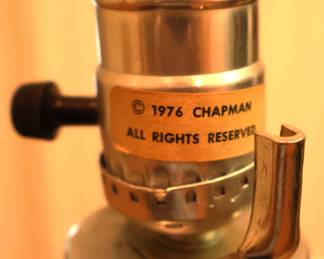 © 1976 CHAPMAN
ALL RIGHTS RESERVED